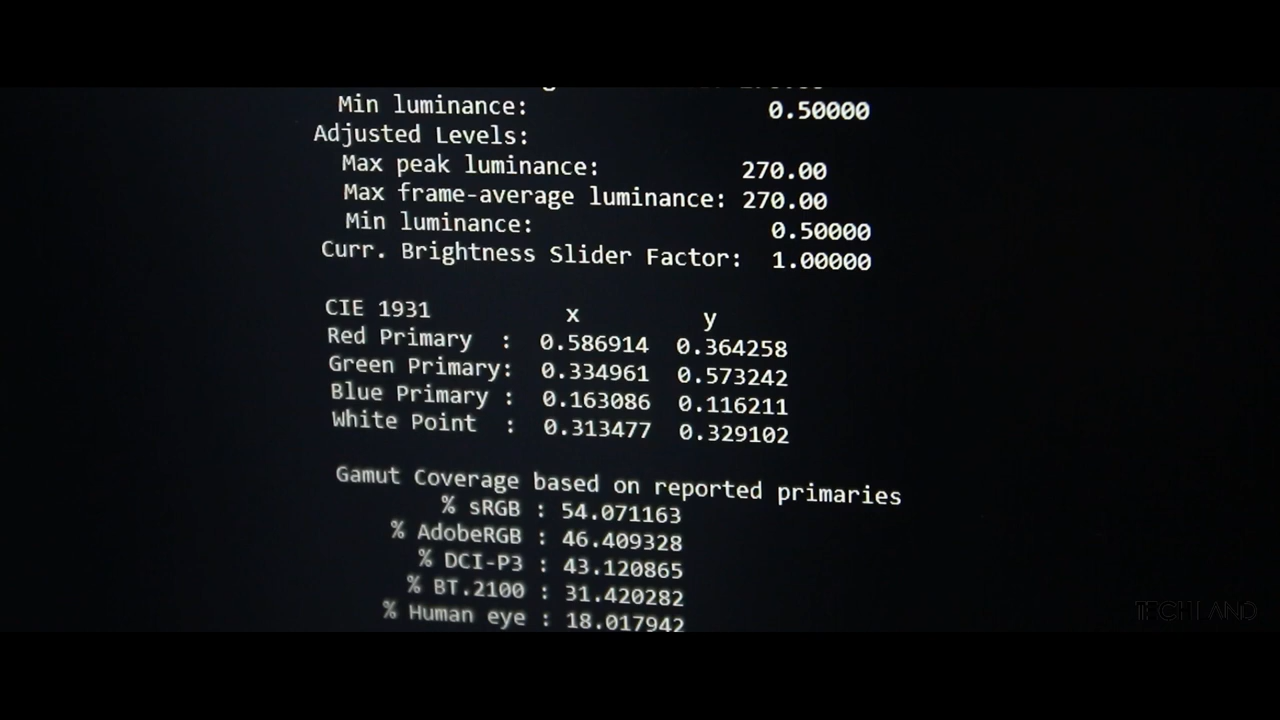 Min luminance: 0.50000
Adjusted Levels:
Max peak luminance: 270.00
Max frame-average luminance: 270.00
Min luminance: 0.50000
Curr. Brightness Slider Factor: 1.00000
CIE 1931 x y
Red Primary : 0.586914 0.364258
Green Primary: 0.334961 0.573242
Blue Primary : 0.163086 0.116211
White Point : 0.313477 0.329102
Gamut Coverage based on reported primaries
% sRGB : 54.071163
% AdobeRGB : 46.409328
% DCI-P3 : 43.120865
% BT.2100 : 31.420282
% Human eye : 18.017942
TECHLAND